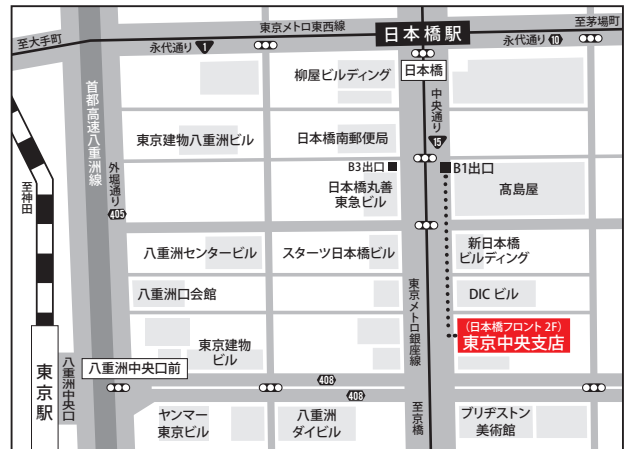 東京メトロ東西線
日本橋駅
至茅場町
至大手町
永代通り
1
永代通り
10
日本橋
柳屋ビルディング
首都高速八重洲線
中央通り
15
東京建物八重洲ビル
日本橋南郵便局
外堀通り
405
B3出口
B1出口
日本橋丸善
東急ビル
髙島屋
至神田
八重洲センタービル
スターツ日本橋ビル
新日本橋
ビルディング
八重洲口会館
東京メトロ銀座線
DICビル
(日本橋フロント2F)
東京中央支店
東京建物
ビル
東京駅
八重洲中央口
八重洲中央口前
408
408
至京橋
ヤンマー
東京ビル
八重洲
ダイビル
ブリヂストン
美術館